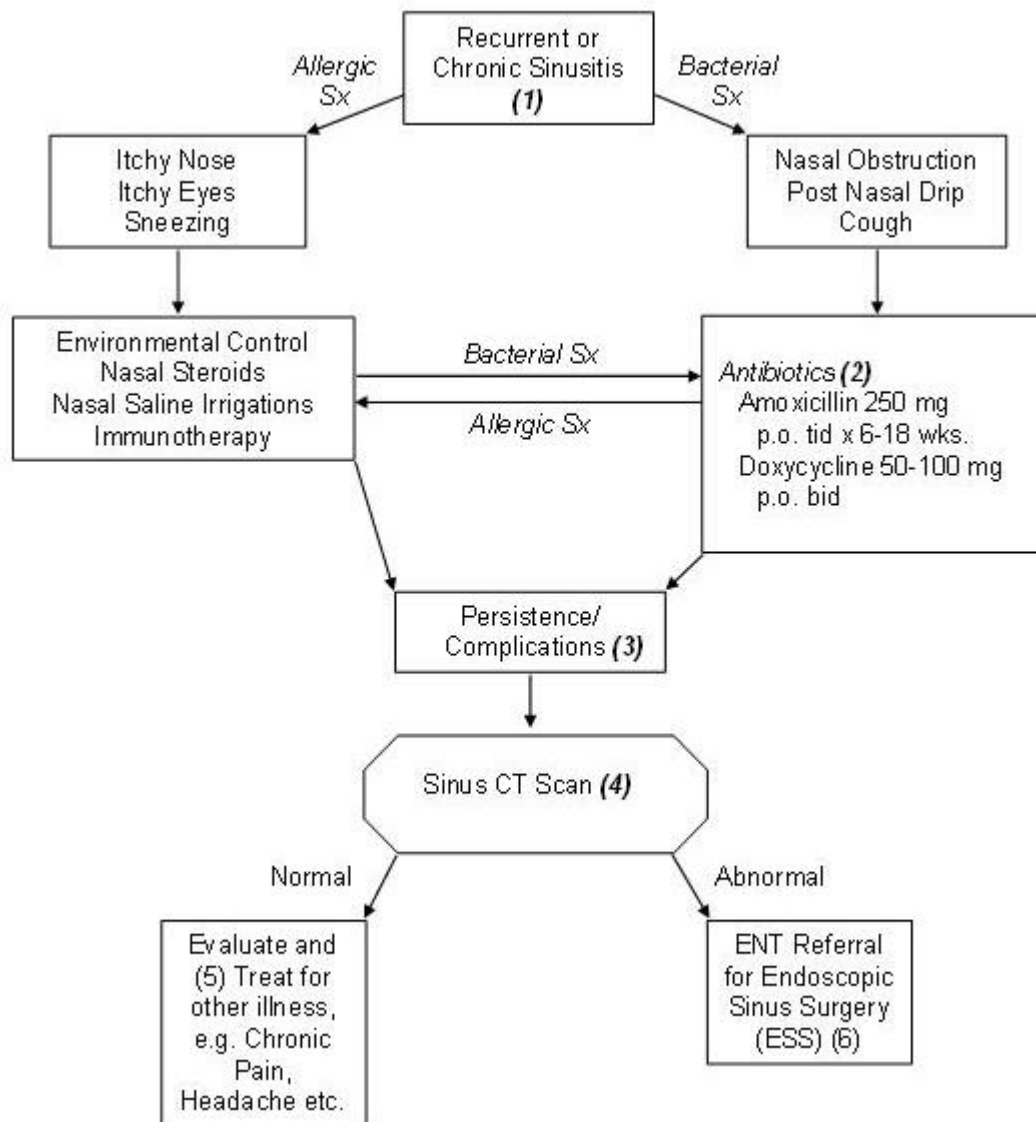 Recurrent or
Chronic Sinusitis
(1)
Allergic
Sx
Bacterial
Sx
Itchy Nose
Itchy Eyes
Sneezing
Nasal Obstruction
Post Nasal Drip
Cough
Environmental Control
Nasal Steroids
Nasal Saline Irrigations
Immunotherapy
Bacterial Sx
Allergic Sx
Antibiotics (2)
Amoxicillin 250 mg
p.o. tid x 6-18 wks.
Doxycycline 50-100 mg
p.o. bid
Persistence/
Complications (3)
Sinus CT Scan (4)
Normal
Abnormal
Evaluate and
(5) Treat for
other illness,
e.g. Chronic
Pain,
Headache etc.
ENT Referral
for Endoscopic
Sinus Surgery
(ESS) (6)